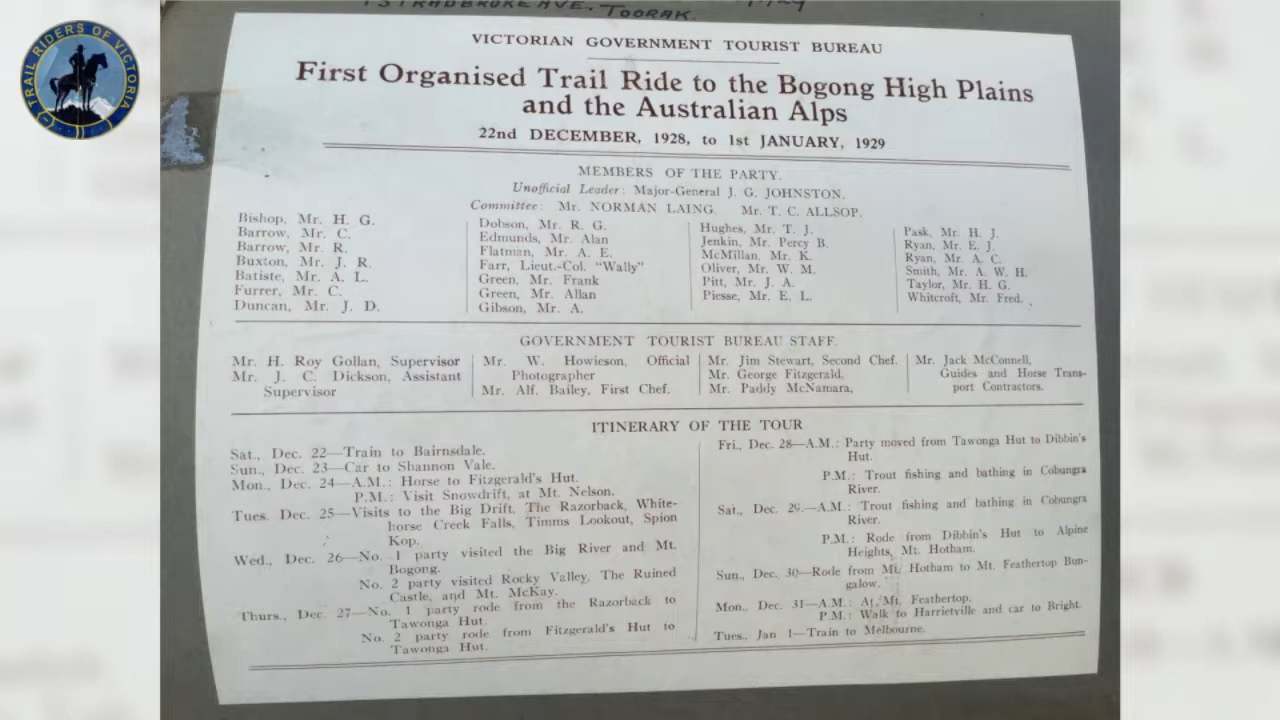 TRAIL RIDERS OF VICTORIA
STRADBROKE AVE., TOORAK.
VICTORIAN GOVERNMENT TOURIST BUREAU
First Organised Trail Ride to the Bogong High Plains
and the Australian Alps
22nd DECEMBER, 1928, to 1st JANUARY, 1929
MEMBERS OF THE PARTY.
Unofficial Leader: Major-General J. G. JOHNSTON.
Committee: Mr. NORMAN LAING. Mr. T. C. ALLSOP.
Bishop, Mr. H. G.
Barrow, Mr. C.
Barrow, Mr. R.
Buxton, Mr. J. R.
Batiste, Mr. A. L.
Furrer, Mr. C.
Duncan, Mr. J. D.
Dobson, Mr. R. G.
Edmunds, Mr. Alan
Flatman, Mr. A. E.
Farr, Lieut.-Col. "Wally"
Green, Mr. Frank
Green, Mr. Allan
Gibson, Mr. A.
Hughes, Mr. T. J.
Jenkin, Mr. Percy B.
McMillan, Mr. K.
Oliver, Mr. W. M.
Pitt, Mr. J. A.
Piesse, Mr. E. L.
Pask, Mr. H. J.
Ryan, Mr. E. J.
Ryan, Mr. A. C.
Smith, Mr. A. W. H.
Taylor, Mr. H. G.
Whitcroft, Mr. Fred.
GOVERNMENT TOURIST BUREAU STAFF.
Mr. H. Roy Gollan, Supervisor
Mr. J. C. Dickson, Assistant
Supervisor
Mr. W. Howieson, Official
Photographer
Mr. Alf. Bailey, First Chef.
Mr. Jim Stewart, Second Chef.
Mr. George Fitzgerald,
Mr. Paddy McNamara,
Mr. Jack McConnell,
Guides and Horse Trans-
port Contractors.
ITINERARY OF THE TOUR
Sat., Dec. 22—Train to Bairnsdale.
Sun., Dec. 23—Car to Shannon Vale.
Mon., Dec. 24—A.M.: Horse to Fitzgerald's Hut.
P.M.: Visit Snowdrift, at Mt. Nelson.
Tues. Dec. 25—Visits to the Big Drift, The Razorback, White-
horse Creek Falls, Timms Lookout, Spion
Kop.
Wed., Dec. 26—No. 1 party visited the Big River and Mt.
Bogong.
No. 2 party visited Rocky Valley, The Ruined
Castle, and Mt. McKay.
Thurs., Dec. 27—No. 1 party rode from the Razorback to
Tawonga Hut.
No. 2 party rode from Fitzgerald's Hut to
Tawonga Hut.
Fri., Dec. 28—A.M.: Party moved from Tawonga Hut to Dibbin's
Hut.
P.M.: Trout fishing and bathing in Cobungra
River.
Sat., Dec. 29—A.M.: Trout fishing and bathing in Cobungra
River.
P.M.: Rode from Dibbin's Hut to Alpine
Heights, Mt. Hotham.
Sun., Dec. 30—Rode from Mt. Hotham to Mt. Feathertop Bun-
galow.
Mon., Dec. 31—A.M.: At Mt. Feathertop.
P.M.: Walk to Harrietville and car to Bright.
Tues., Jan 1—Train to Melbourne.